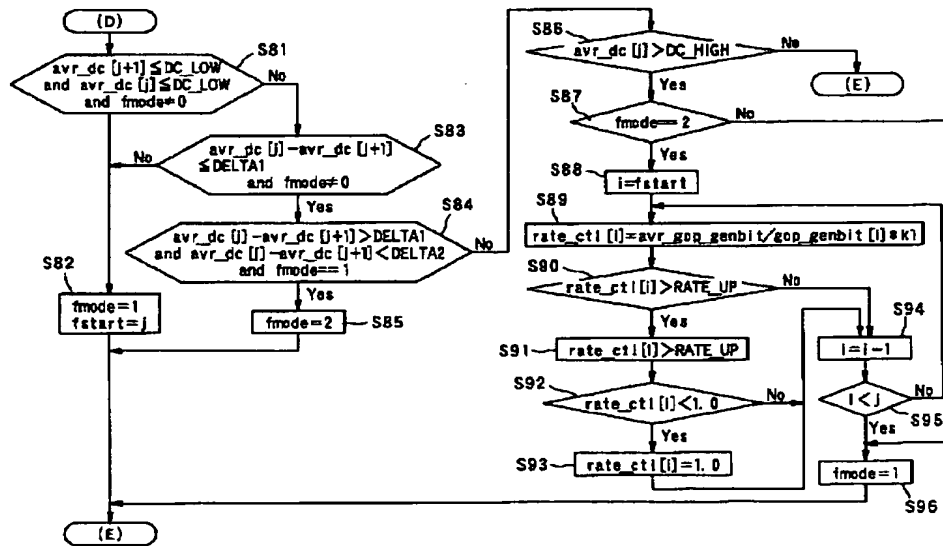 (D)
S81
avr_dc [j+1] ≦DC_LOW
and avr_dc [j] ≦DC_LOW
and fmode≠0
No
S83
avr_dc [j] −avr_dc [j+1]
≦DELTA1
and fmode≠0
No
Yes
S84
avr_dc [j] −avr_dc [j+1] >DELTA1
and avr_dc [j] −avr_dc [j+1] <DELTA2
and fmode==1
No
Yes
S82
fmode=1
fstart=j
fmode=2
S85
(E)
S86
avr_dc [j] >DC_HIGH
No
(E)
Yes
S87
fmode==2
No
Yes
S88
i=fstart
S89
rate_ctl [i] =avr_gop_genbit/gop_genbit [i] *K1
S90
rate_ctl [i] >RATE_UP
No
Yes
S91
rate_ctl [i] >RATE_UP
S92
rate_ctl [i] <1. 0
No
Yes
S93
rate_ctl [i] =1. 0
S94
i=i−1
i<j
No
S95
Yes
fmode=1
S96